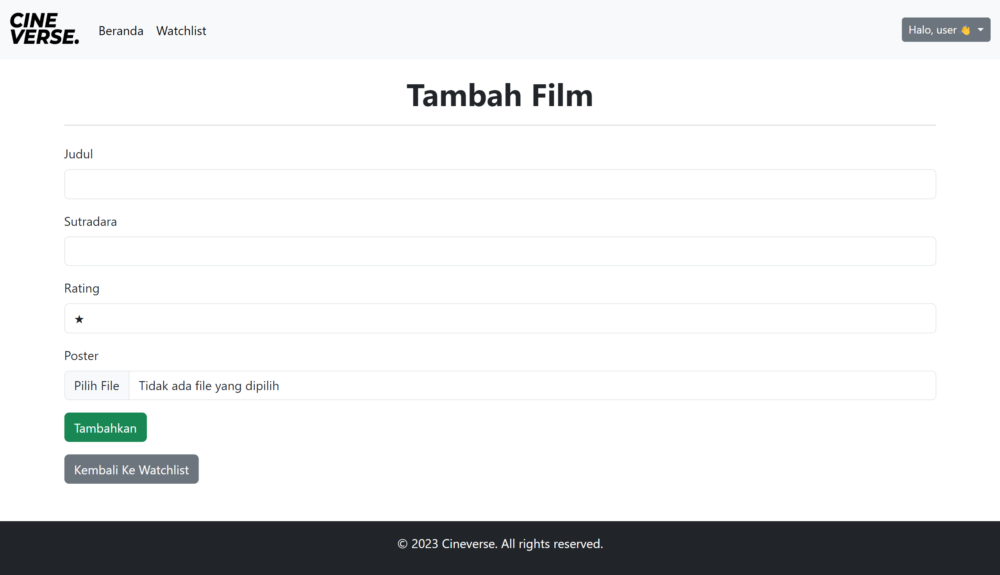 CINE
VERSE.
Beranda Watchlist
Halo, user 👋
Tambah Film
Judul
Sutradara
Rating
★
Poster
Pilih File Tidak ada file yang dipilih
Tambahkan
Kembali Ke Watchlist
© 2023 Cineverse. All rights reserved.